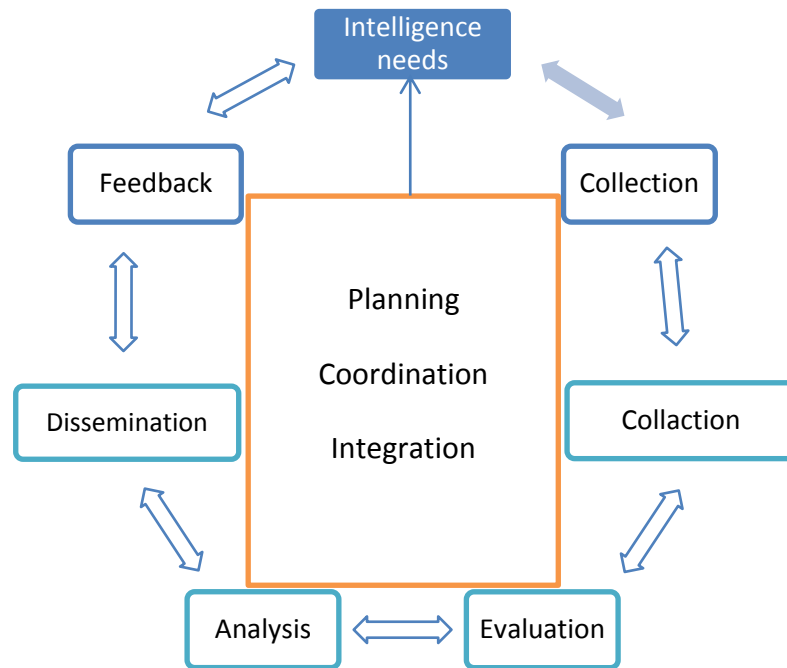 Intelligence
needs
Feedback
Collection
Planning
Coordination
Integration
Dissemination
Collaction
Analysis
Evaluation